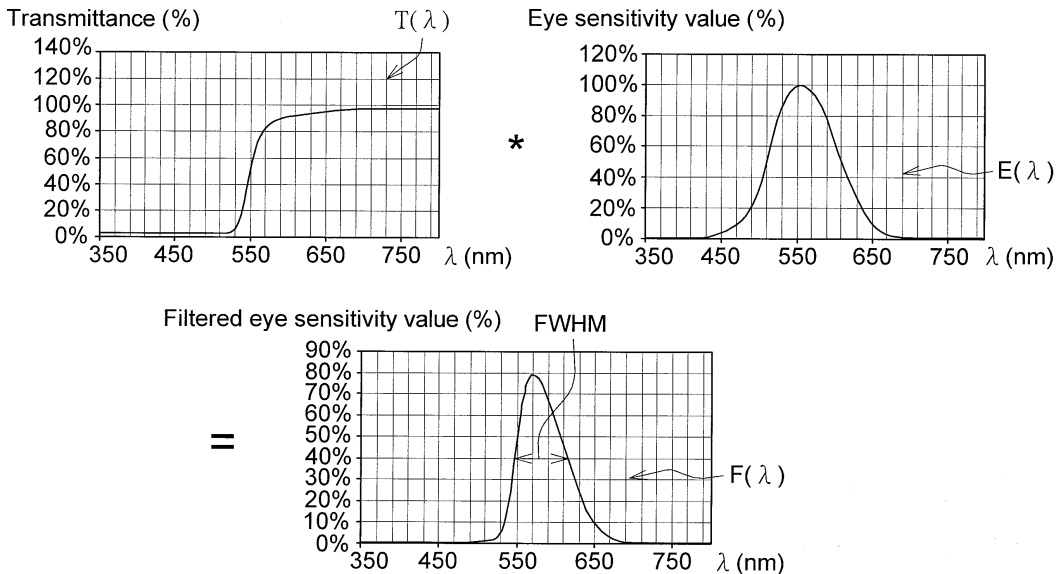 Transmittance (%)
T(λ)
140%
120%
100%
80%
60%
40%
20%
0%
350 450 550 650 750 λ (nm)
*
Eye sensitivity value (%)
120%
100%
80%
60%
40%
20%
0%
E(λ)
350 450 550 650 750 λ (nm)
=
Filtered eye sensitivity value (%)
FWHM
90%
80%
70%
60%
50%
40%
30%
20%
10%
0%
F(λ)
350 450 550 650 750 λ (nm)